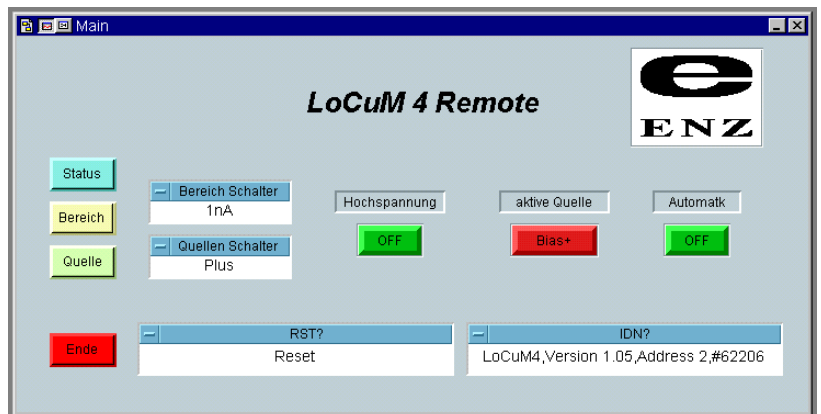 Main
LoCuM 4 Remote
e
ENZ
Status
Bereich
Quelle
Bereich Schalter
1nA
Quellen Schalter
Plus
Hochspannung
OFF
aktive Quelle
Bias+
Automatk
OFF
Ende
RST?
Reset
IDN?
LoCuM4,Version 1.05,Address 2,#62206